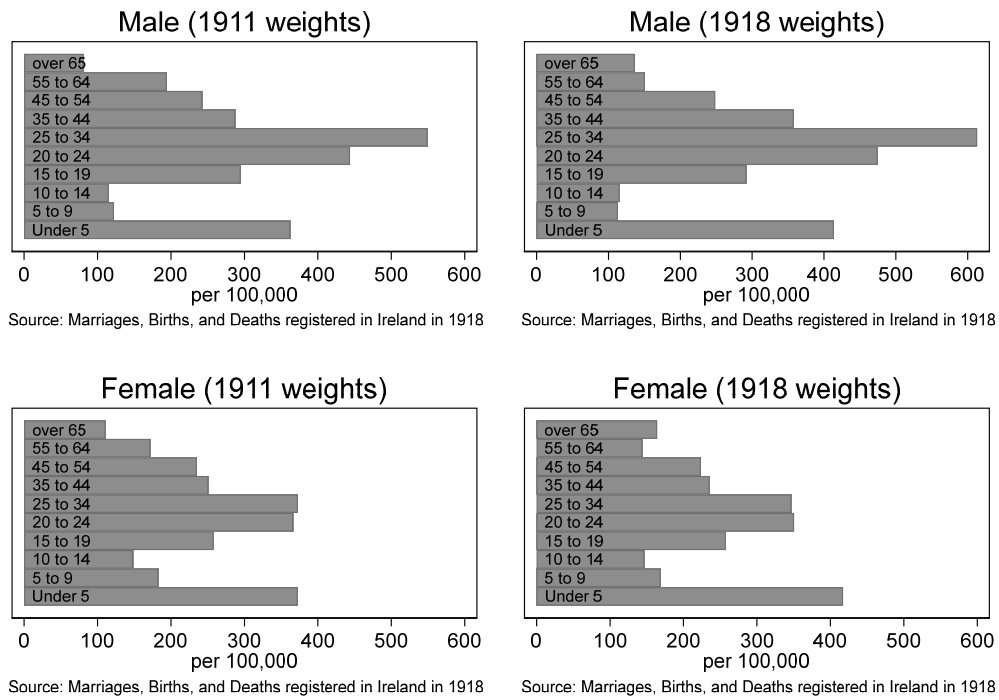 Male (1911 weights)
over 65
55 to 64
45 to 54
35 to 44
25 to 34
20 to 24
15 to 19
10 to 14
5 to 9
Under 5
0 100 200 300 400 500 600
per 100,000
Source: Marriages, Births, and Deaths registered in Ireland in 1918
Male (1918 weights)
over 65
55 to 64
45 to 54
35 to 44
25 to 34
20 to 24
15 to 19
10 to 14
5 to 9
Under 5
0 100 200 300 400 500 600
per 100,000
Source: Marriages, Births, and Deaths registered in Ireland in 1918
Female (1911 weights)
over 65
55 to 64
45 to 54
35 to 44
25 to 34
20 to 24
15 to 19
10 to 14
5 to 9
Under 5
0 100 200 300 400 500 600
per 100,000
Source: Marriages, Births, and Deaths registered in Ireland in 1918
Female (1918 weights)
over 65
55 to 64
45 to 54
35 to 44
25 to 34
20 to 24
15 to 19
10 to 14
5 to 9
Under 5
0 100 200 300 400 500 600
per 100,000
Source: Marriages, Births, and Deaths registered in Ireland in 1918